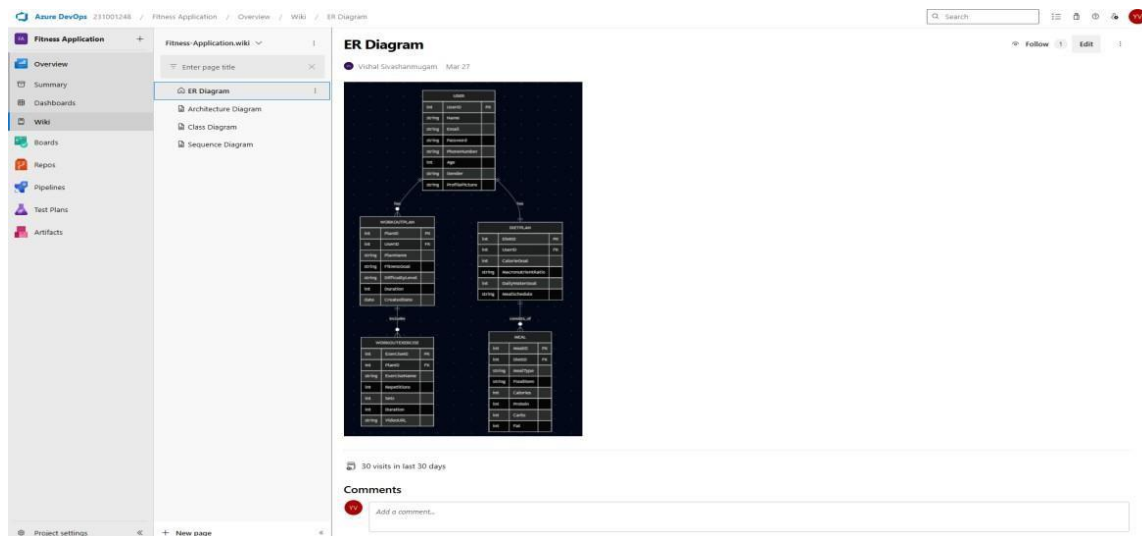 Azure DevOps 231001248 / Fitness Application / Overview / Wiki / ER Diagram
Search
YV
Fitness Application
Overview
Summary
Dashboards
Wiki
Boards
Repos
Pipelines
Test Plans
Artifacts
Project settings
Fitness-Application.wiki
Enter page title
ER Diagram
Architecture Diagram
Class Diagram
Sequence Diagram
New page
ER Diagram
Follow 1
Edit
Vishal Sivashanmugam Mar 27
USER
int UserID PK
string Name
string Email
string Password
string PhoneNumber
int Age
string Gender
string ProfilePicture
has
has
WORKOUTPLAN
int PlanID PK
int UserID FK
string PlanName
string FitnessGoal
string DifficultyLevel
int Duration
date CreatedDate
includes
WORKOUTEXERCISE
int ExerciseID PK
int PlanID FK
string ExerciseName
int Repetitions
int Sets
int Duration
string VideoURL
DIETPLAN
int DietID PK
int UserID FK
int CalorieGoal
string MacronutrientRatio
int DailyWaterGoal
string MealSchedule
consists_of
MEAL
int MealID PK
int DietID FK
string MealType
string FoodItem
int Calories
int Protein
int Carbs
int Fat
30 visits in last 30 days
Comments
YV
Add a comment...